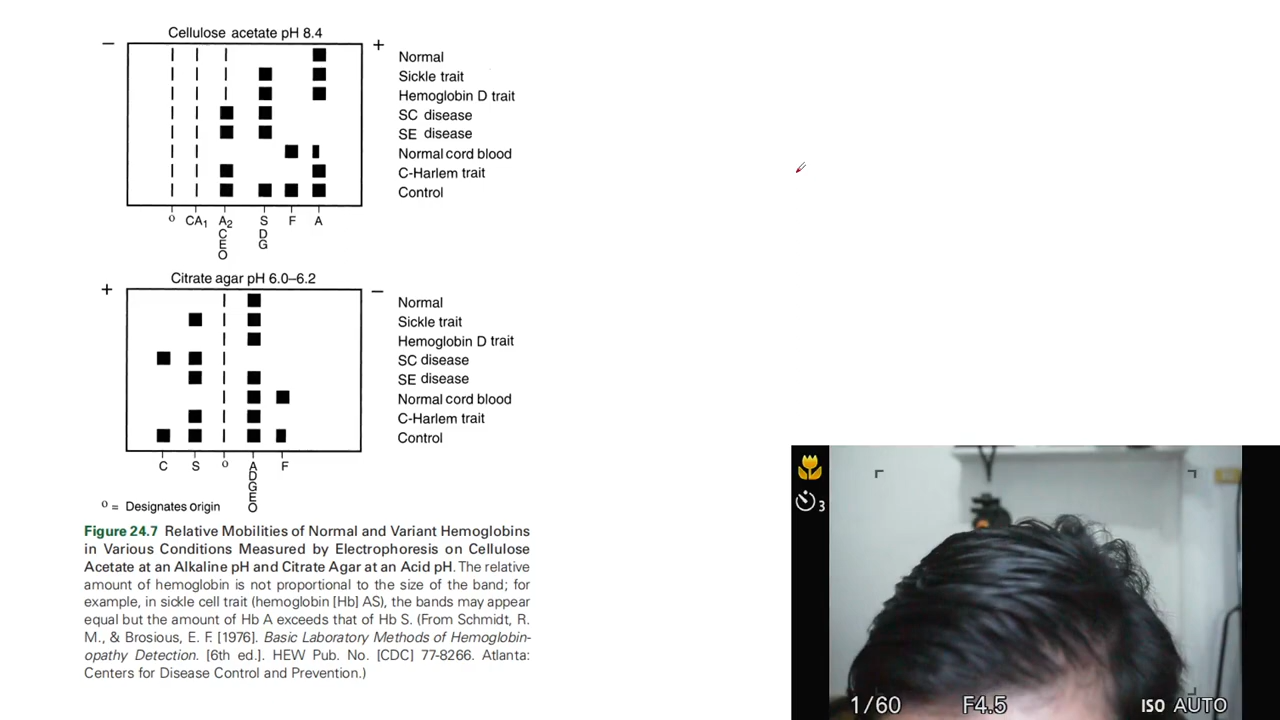 Cellulose acetate pH 8.4
− +
Normal
Sickle trait
Hemoglobin D trait
SC disease
SE disease
Normal cord blood
C-Harlem trait
Control
o CA1 A2 S F A
C D
E G
O
Citrate agar pH 6.0–6.2
+ −
Normal
Sickle trait
Hemoglobin D trait
SC disease
SE disease
Normal cord blood
C-Harlem trait
Control
C S o A F
D
G
E
O
o = Designates origin
Figure 24.7 Relative Mobilities of Normal and Variant Hemoglobins
in Various Conditions Measured by Electrophoresis on Cellulose
Acetate at an Alkaline pH and Citrate Agar at an Acid pH. The relative
amount of hemoglobin is not proportional to the size of the band; for
example, in sickle cell trait (hemoglobin [Hb] AS), the bands may appear
equal but the amount of Hb A exceeds that of Hb S. (From Schmidt, R.
M., & Brosious, E. F. [1976]. Basic Laboratory Methods of Hemoglobin-
opathy Detection. [6th ed.]. HEW Pub. No. [CDC] 77-8266. Atlanta:
Centers for Disease Control and Prevention.)
3
1/60 F4.5 ISO AUTO